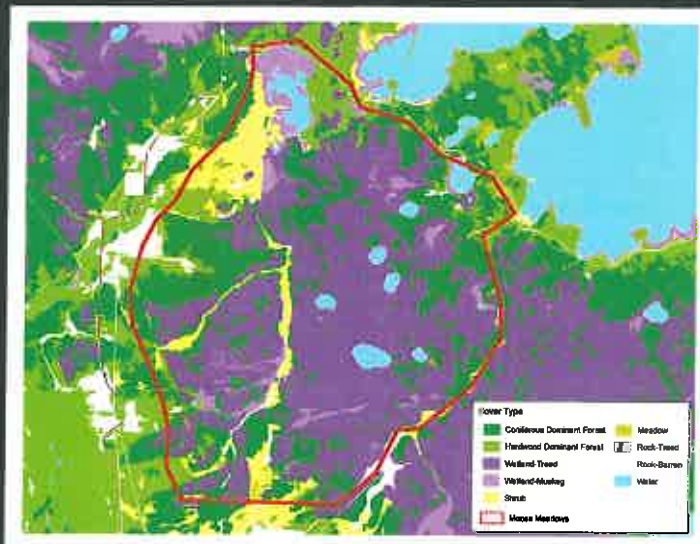 Cover Type
Coniferous Dominant Forest
Hardwood Dominant Forest
Wetland-Treed
Wetland-Muskeg
Shrub
Moose Meadows
Meadow
Rock-Treed
Rock-Barren
Water